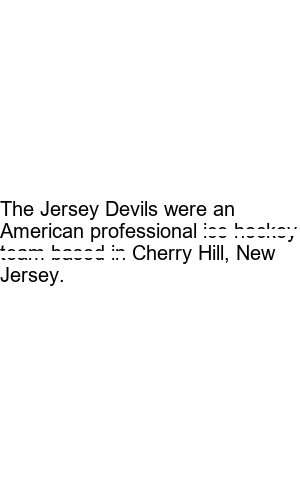 The Jersey Devils were an
American professional ice hockey
team based in Cherry Hill, New
Jersey.